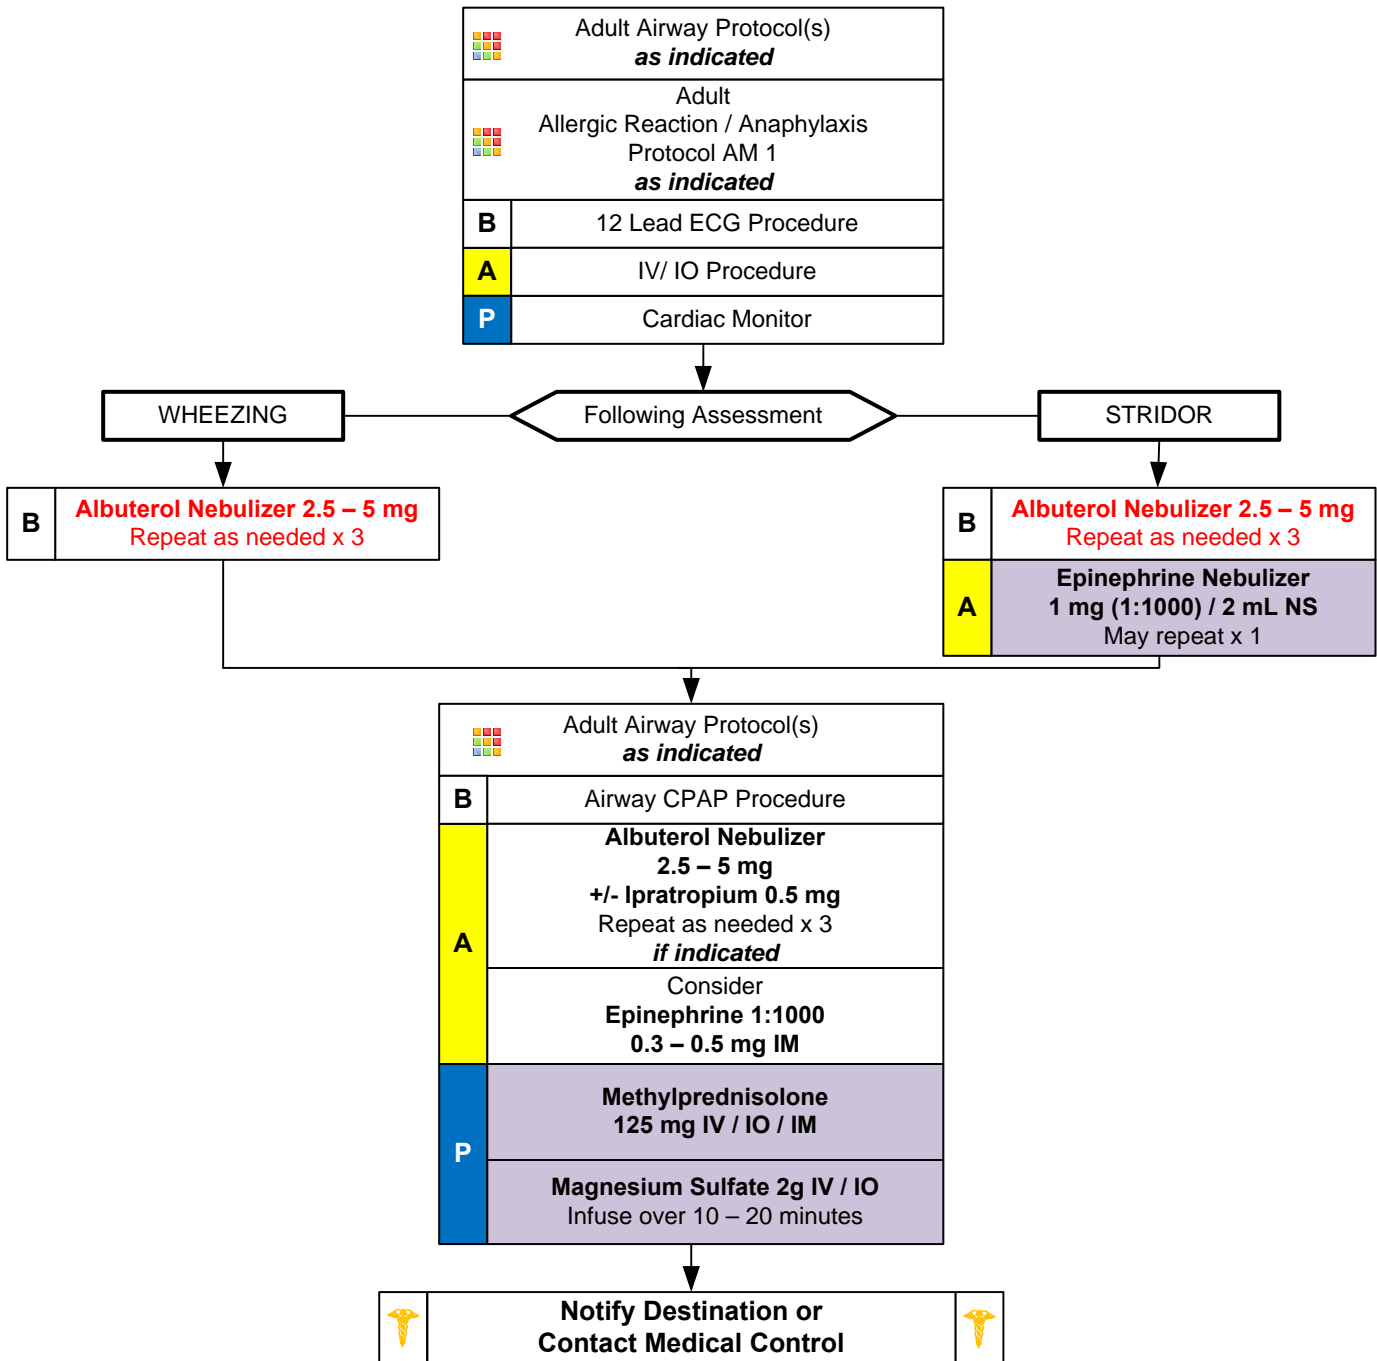 Adult Airway Protocol(s)
as indicated
Adult
Allergic Reaction / Anaphylaxis
Protocol AM 1
as indicated
B
12 Lead ECG Procedure
A
IV/ IO Procedure
P
Cardiac Monitor
WHEEZING
Following Assessment
STRIDOR
B
Albuterol Nebulizer 2.5 – 5 mg
Repeat as needed x 3
B
Albuterol Nebulizer 2.5 – 5 mg
Repeat as needed x 3
A
Epinephrine Nebulizer
1 mg (1:1000) / 2 mL NS
May repeat x 1
Adult Airway Protocol(s)
as indicated
B
Airway CPAP Procedure
A
Albuterol Nebulizer
2.5 – 5 mg
+/- Ipratropium 0.5 mg
Repeat as needed x 3
if indicated
Consider
Epinephrine 1:1000
0.3 – 0.5 mg IM
P
Methylprednisolone
125 mg IV / IO / IM
Magnesium Sulfate 2g IV / IO
Infuse over 10 – 20 minutes
Notify Destination or
Contact Medical Control